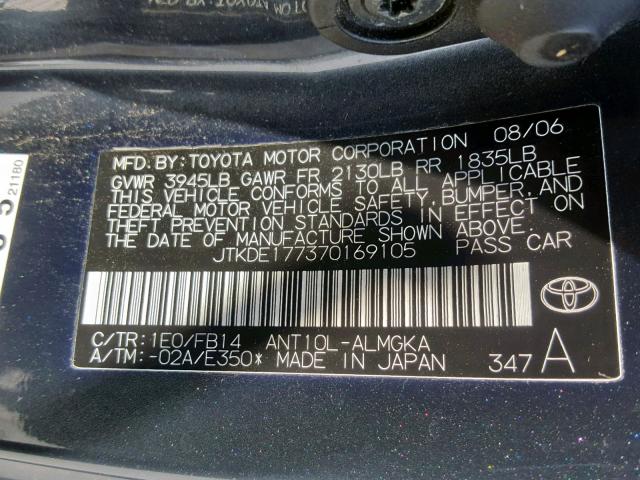 08/06
MFD.BY:TOYOTA MOTOR CORPORATION
GVWR 3945LB GAWR FR 2130LB RR 1835LB
THIS VEHICLE CONFORMS TO ALL APPLICABLE
FEDERAL MOTOR VEHICLE SAFETY,BUMPER,AND
THEFT PREVENTION STANDARDS IN EFFECT ON
THE DATE OF MANUFACTURE SHOWN ABOVE.
JTKDE177370169105 PASS CAR
C/TR:1E0/FB14 ANT10L-ALMGKA
A/TM:-02A/E350* MADE IN JAPAN 347 A
21180